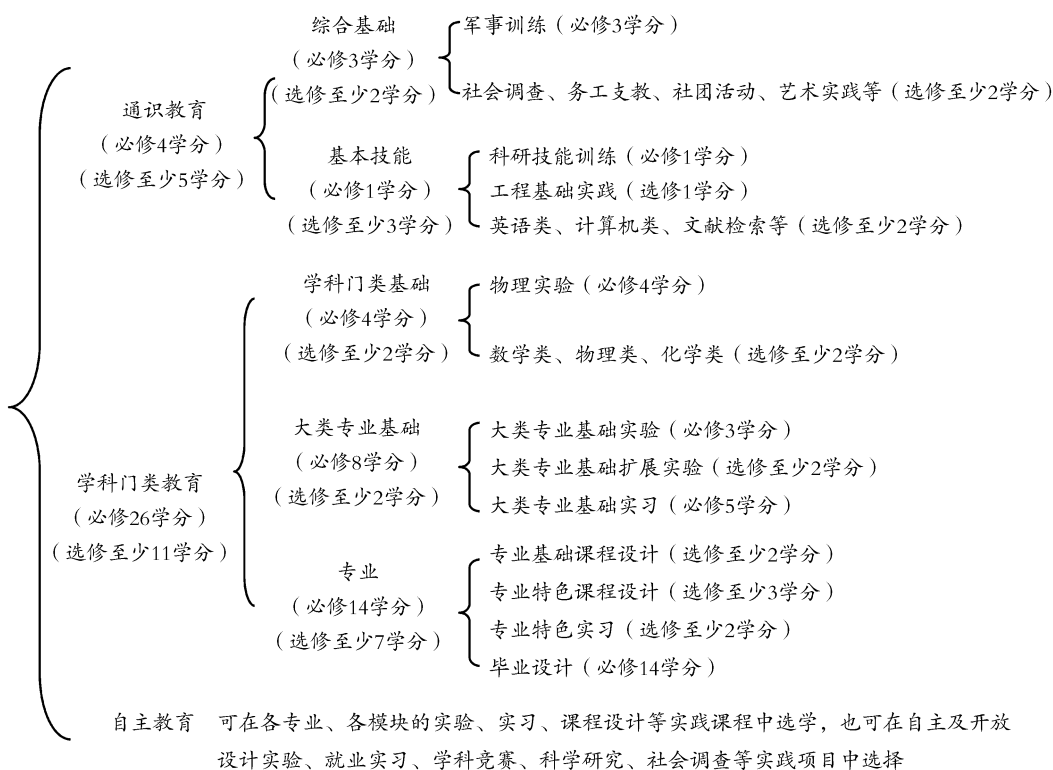 综合基础
（必修3学分）
（选修至少2学分）
军事训练（必修3学分）
社会调查、务工支教、社团活动、艺术实践等（选修至少2学分）
通识教育
（必修4学分）
（选修至少5学分）
基本技能
（必修1学分）
（选修至少3学分）
科研技能训练（必修1学分）
工程基础实践（选修1学分）
英语类、计算机类、文献检索等（选修至少2学分）
学科门类基础
（必修4学分）
（选修至少2学分）
物理实验（必修4学分）
数学类、物理类、化学类（选修至少2学分）
学科门类教育
（必修26学分）
（选修至少11学分）
大类专业基础
（必修8学分）
（选修至少2学分）
大类专业基础实验（必修3学分）
大类专业基础扩展实验（选修至少2学分）
大类专业基础实习（必修5学分）
专业
（必修14学分）
（选修至少7学分）
专业基础课程设计（选修至少2学分）
专业特色课程设计（选修至少3学分）
专业特色实习（选修至少2学分）
毕业设计（必修14学分）
自主教育 可在各专业、各模块的实验、实习、课程设计等实践课程中选学，也可在自主及开放
设计实验、就业实习、学科竞赛、科学研究、社会调查等实践项目中选择